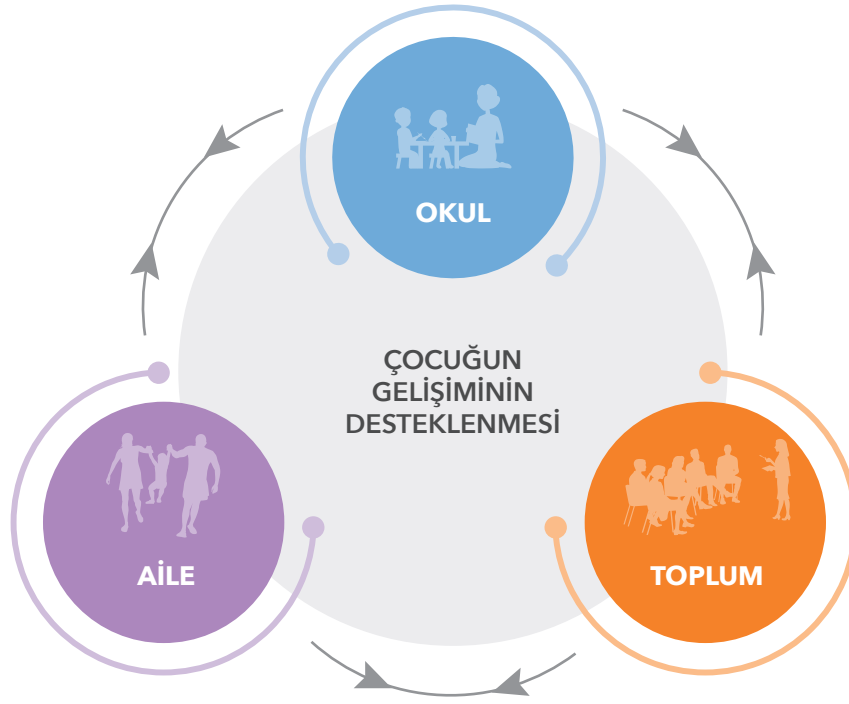 OKUL
ÇOCUĞUN
GELİŞİMİNİN
DESTEKLENMESİ
AİLE
TOPLUM